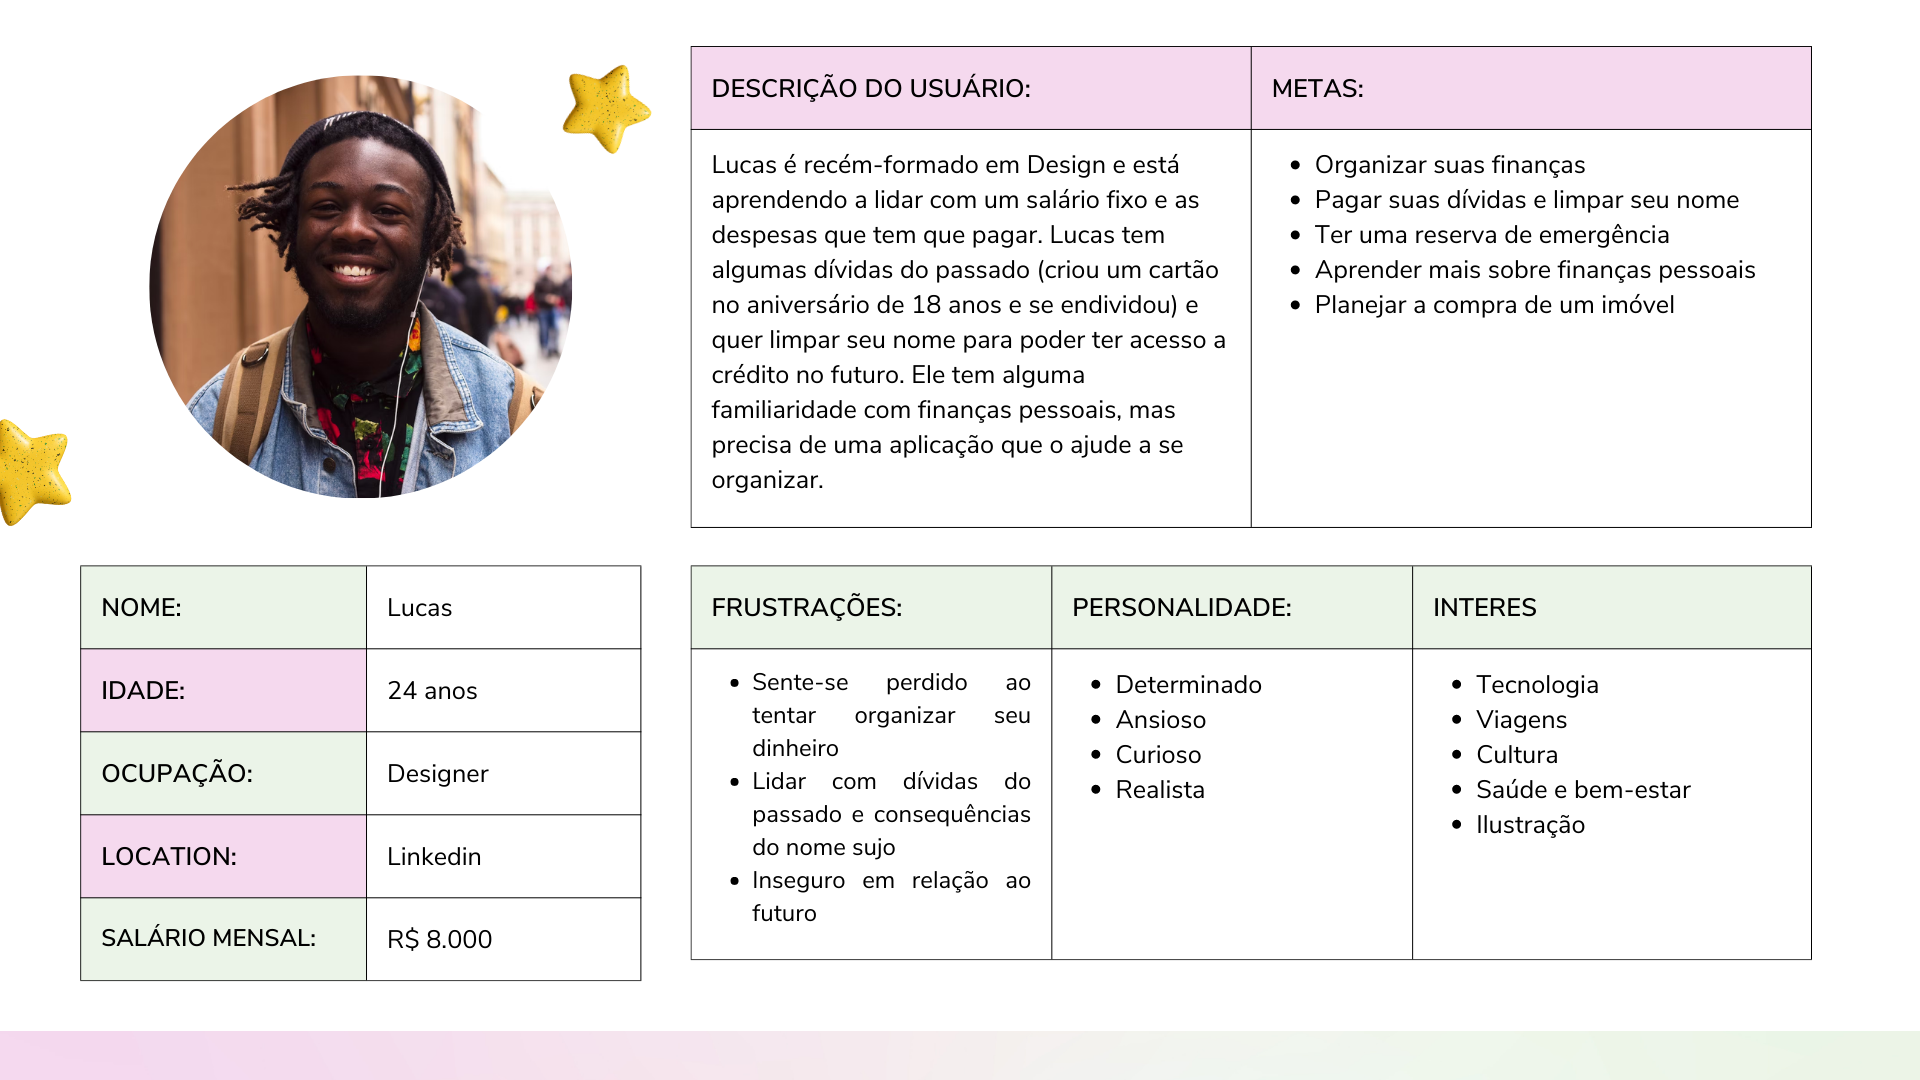 DESCRIÇÃO DO USUÁRIO:
Lucas é recém-formado em Design e está
aprendendo a lidar com um salário fixo e as
despesas que tem que pagar. Lucas tem
algumas dívidas do passado (criou um cartão
no aniversário de 18 anos e se endividou) e
quer limpar seu nome para poder ter acesso a
crédito no futuro. Ele tem alguma
familiaridade com finanças pessoais, mas
precisa de uma aplicação que o ajude a se
organizar.
METAS:
• Organizar suas finanças
• Pagar suas dívidas e limpar seu nome
• Ter uma reserva de emergência
• Aprender mais sobre finanças pessoais
• Planejar a compra de um imóvel
NOME: Lucas
IDADE: 24 anos
OCUPAÇÃO: Designer
LOCATION: Linkedin
SALÁRIO MENSAL: R$ 8.000
FRUSTRAÇÕES:
• Sente-se perdido ao
tentar organizar seu
dinheiro
• Lidar com dívidas do
passado e consequências
do nome sujo
• Inseguro em relação ao
futuro
PERSONALIDADE:
• Determinado
• Ansioso
• Curioso
• Realista
INTERES
• Tecnologia
• Viagens
• Cultura
• Saúde e bem-estar
• Ilustração